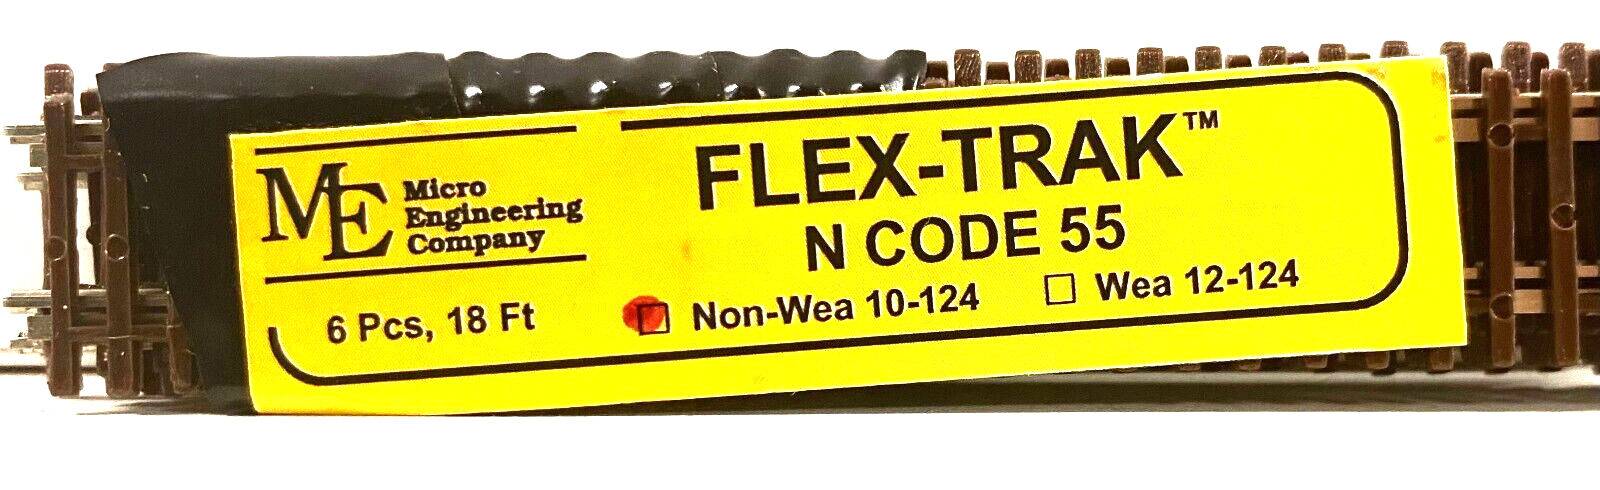 ME Micro
Engineering
Company
FLEX-TRAK™
N CODE 55
6 Pcs, 18 Ft
Non-Wea 10-124
Wea 12-124